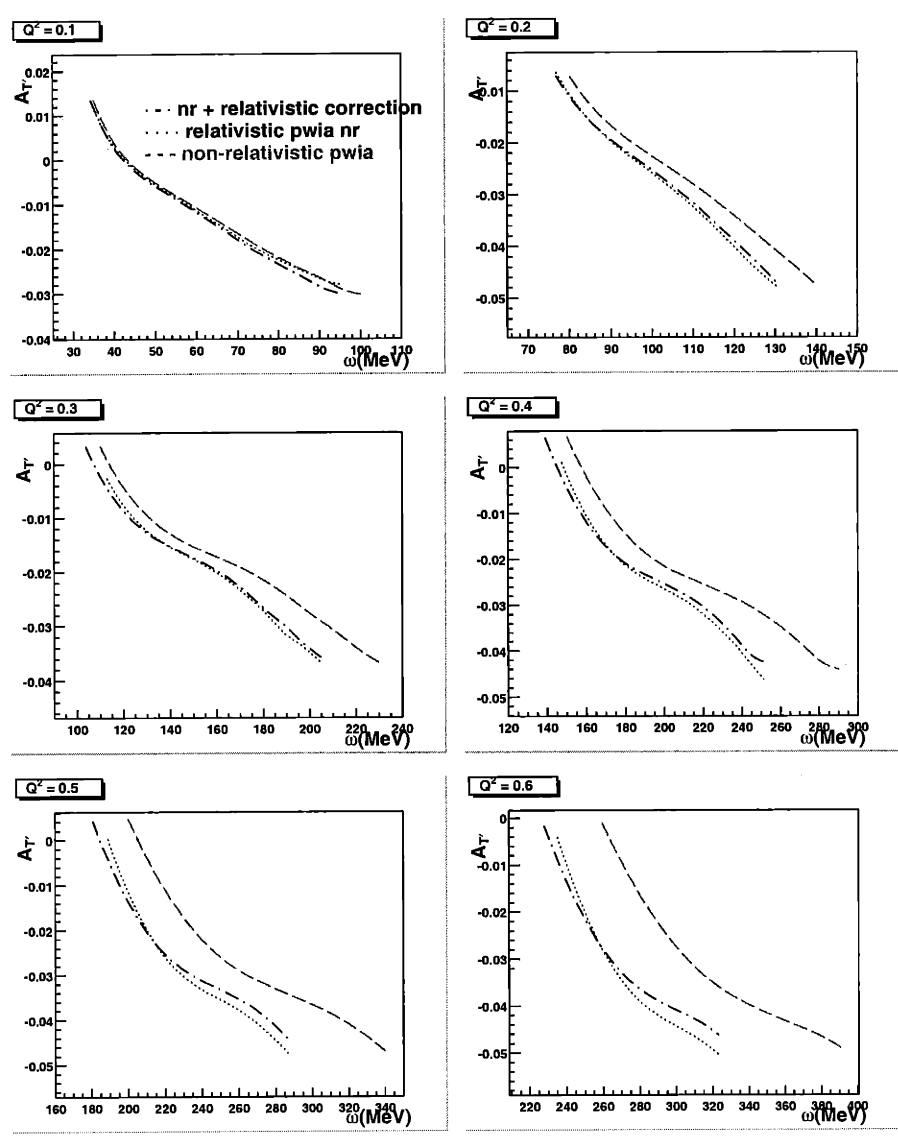 Q² = 0.1
A_T'
0.02
0.01
0
-0.01
-0.02
-0.03
-0.04
nr + relativistic correction
relativistic pwia nr
non-relativistic pwia
30 40 50 60 70 80 90 100 110
ω(MeV)
Q² = 0.2
A_T'
-0.01
-0.02
-0.03
-0.04
-0.05
70 80 90 100 110 120 130 140 150
ω(MeV)
Q² = 0.3
A_T'
0
-0.01
-0.02
-0.03
-0.04
100 120 140 160 180 200 220 240
ω(MeV)
Q² = 0.4
A_T'
0
-0.01
-0.02
-0.03
-0.04
-0.05
120 140 160 180 200 220 240 260 280 300
ω(MeV)
Q² = 0.5
A_T'
0
-0.01
-0.02
-0.03
-0.04
-0.05
160 180 200 220 240 260 280 300 320 340
ω(MeV)
Q² = 0.6
A_T'
0
-0.01
-0.02
-0.03
-0.04
-0.05
220 240 260 280 300 320 340 360 380
ω(MeV)